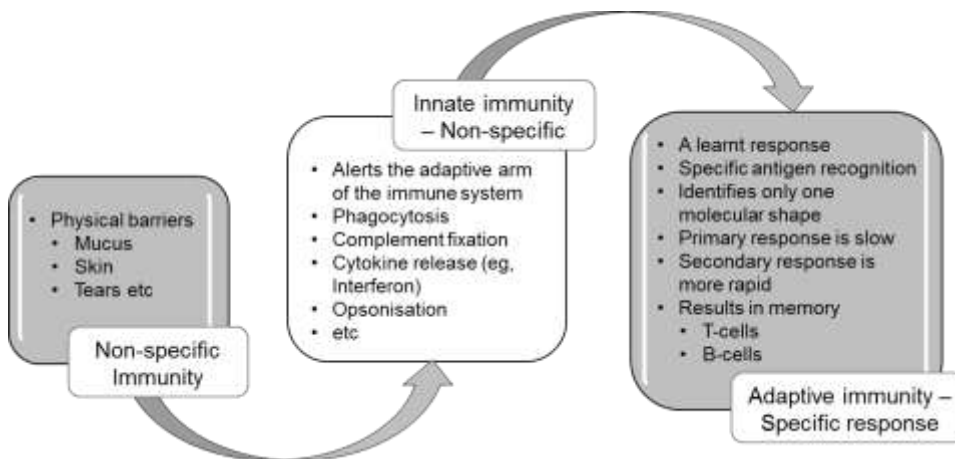 • Physical barriers
• Mucus
• Skin
• Tears etc
Non-specific
Immunity
Innate immunity
– Non-specific
• Alerts the adaptive arm
of the immune system
• Phagocytosis
• Complement fixation
• Cytokine release (eg,
Interferon)
• Opsonisation
• etc
• A learnt response
• Specific antigen recognition
• Identifies only one
molecular shape
• Primary response is slow
• Secondary response is
more rapid
• Results in memory
• T-cells
• B-cells
Adaptive immunity –
Specific response